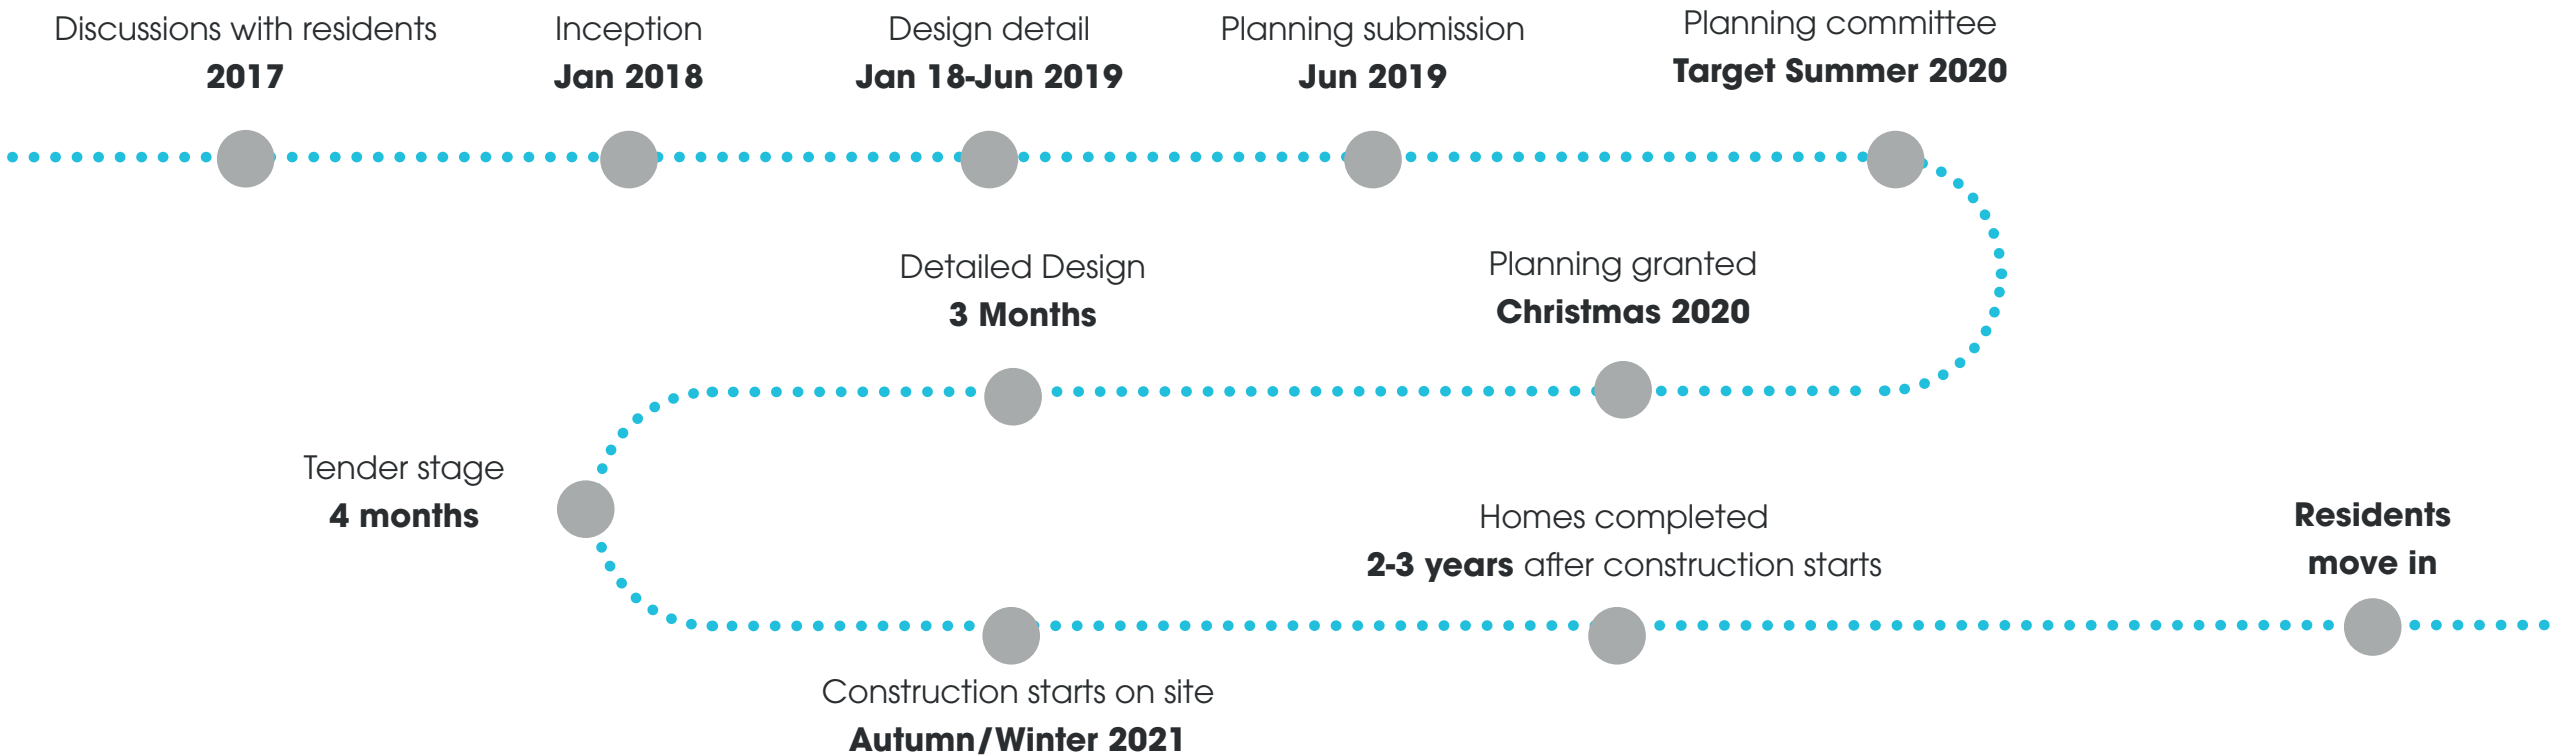 Discussions with residents
2017
Inception
Jan 2018
Design detail
Jan 18-Jun 2019
Planning submission
Jun 2019
Planning committee
Target Summer 2020
Planning granted
Christmas 2020
Detailed Design
3 Months
Tender stage
4 months
Construction starts on site
Autumn/Winter 2021
Homes completed
2-3 years after construction starts
Residents
move in